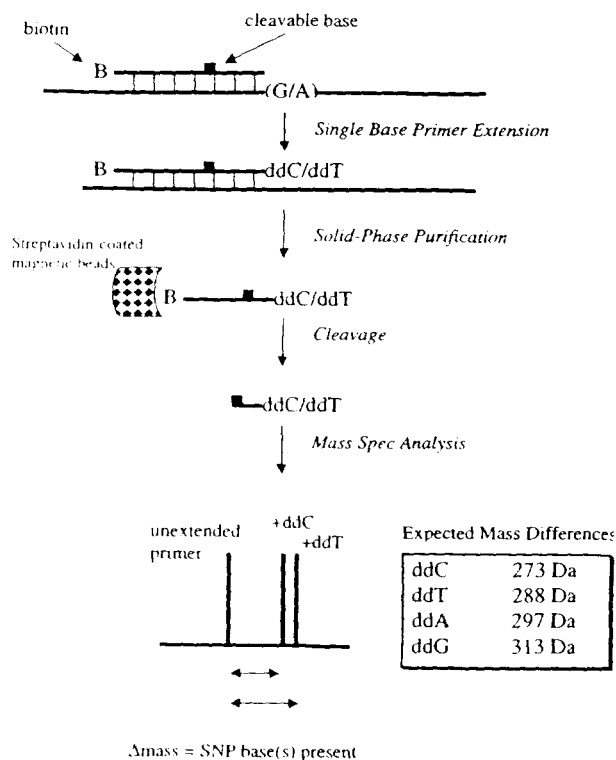 biotin
cleavable base
B
(G/A)
Single Base Primer Extension
B
ddC/ddT
Solid-Phase Purification
Streptavidin coated
magnetic beads
B
ddC/ddT
Cleavage
ddC/ddT
Mass Spec Analysis
unextended
primer
+ddC
+ddT
Expected Mass Differences
ddC 273 Da
ddT 288 Da
ddA 297 Da
ddG 313 Da
Δmass = SNP base(s) present